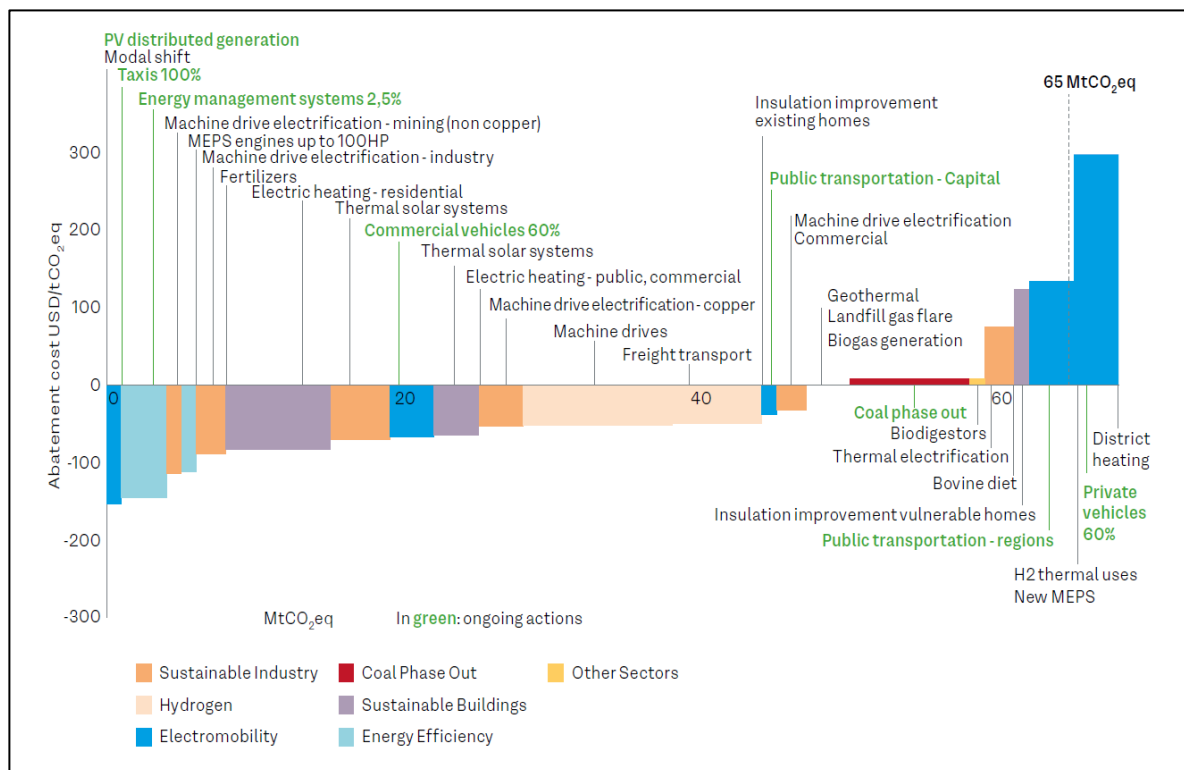 PV distributed generation
Modal shift
Taxis 100%
Energy management systems 2,5%
Machine drive electrification - mining (non copper)
MEPS engines up to 100HP
Machine drive electrification - industry
Fertilizers
Electric heating - residential
Thermal solar systems
Commercial vehicles 60%
Thermal solar systems
Electric heating - public, commercial
Machine drive electrification - copper
Machine drives
Freight transport
65 MtCO₂eq
Insulation improvement
existing homes
Public transportation - Capital
Machine drive electrification
Commercial
Geothermal
Landfill gas flare
Biogas generation
Abatement cost USD/tCO₂eq
300
200
100
0
-100
-200
-300
0
20
40
60
Coal phase out
Biodigestors
Thermal electrification
Bovine diet
Insulation improvement vulnerable homes
Public transportation - regions
District
heating
Private
vehicles
60%
H2 thermal uses
New MEPS
MtCO₂eq
In green: ongoing actions
Sustainable Industry
Coal Phase Out
Other Sectors
Hydrogen
Sustainable Buildings
Electromobility
Energy Efficiency